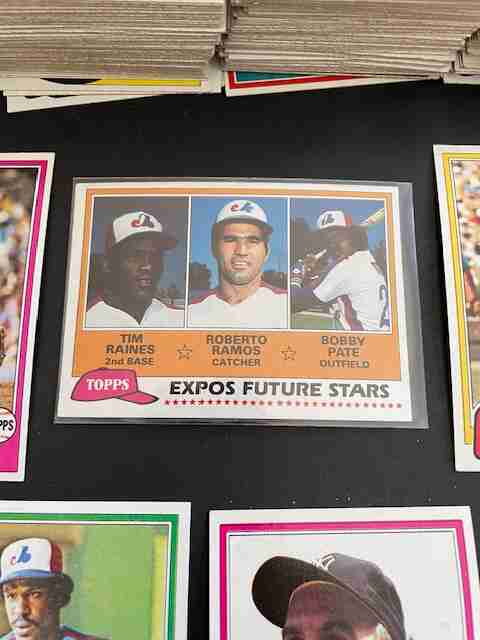 TIM
RAINES
2nd BASE
ROBERTO
RAMOS
CATCHER
BOBBY
PATE
OUTFIELD
TOPPS
EXPOS FUTURE STARS